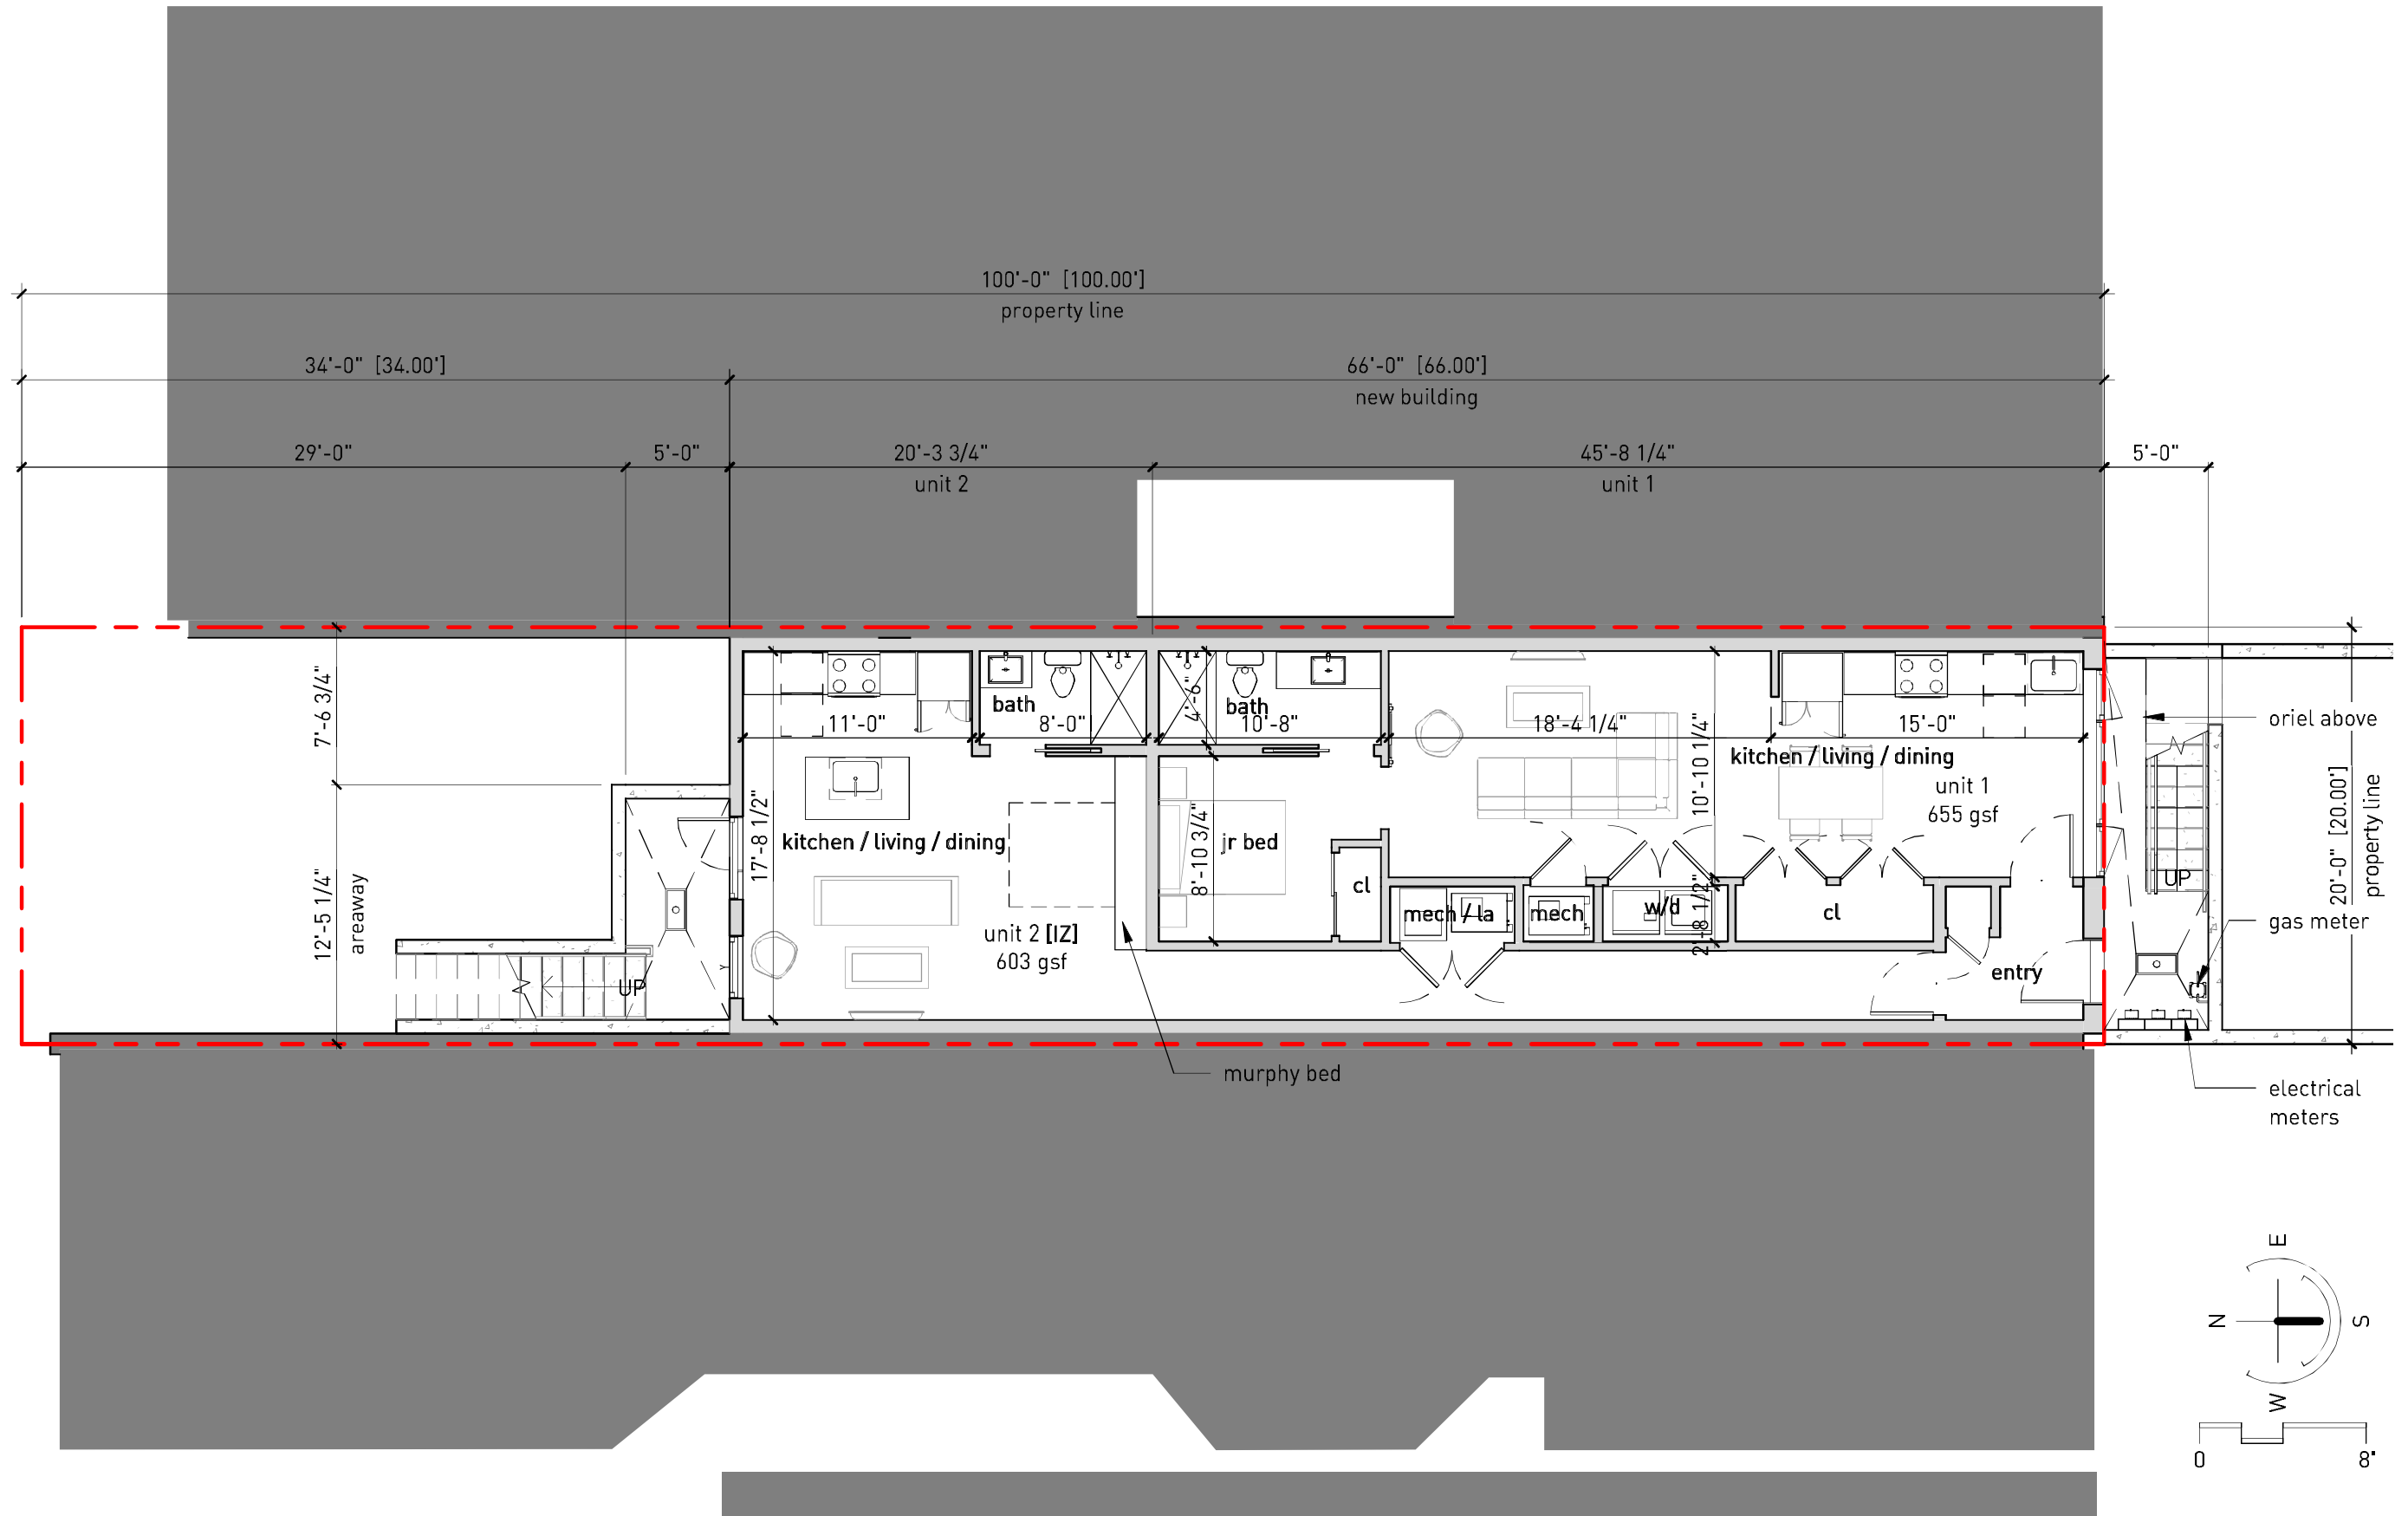 100'-0" [100.00']
property line
34'-0" [34.00']
66'-0" [66.00']
new building
29'-0"
5'-0"
20'-3 3/4"
unit 2
45'-8 1/4"
unit 1
5'-0"
7'-6 3/4"
12'-5 1/4"
areaway
UP
bath
11'-0"
8'-0"
17'-8 1/2"
kitchen / living / dining
unit 2 [IZ]
603 gsf
murphy bed
4'-6"
bath
10'-8"
8'-10 3/4"
jr bed
cl
18'-4 1/4"
10'-10 1/4"
15'-0"
kitchen / living / dining
unit 1
655 gsf
mech / la
mech
w/d
2'-8 1/2"
cl
entry
oriel above
UP
gas meter
20'-0" [20.00']
property line
electrical
meters
E
N
S
W
0
8'